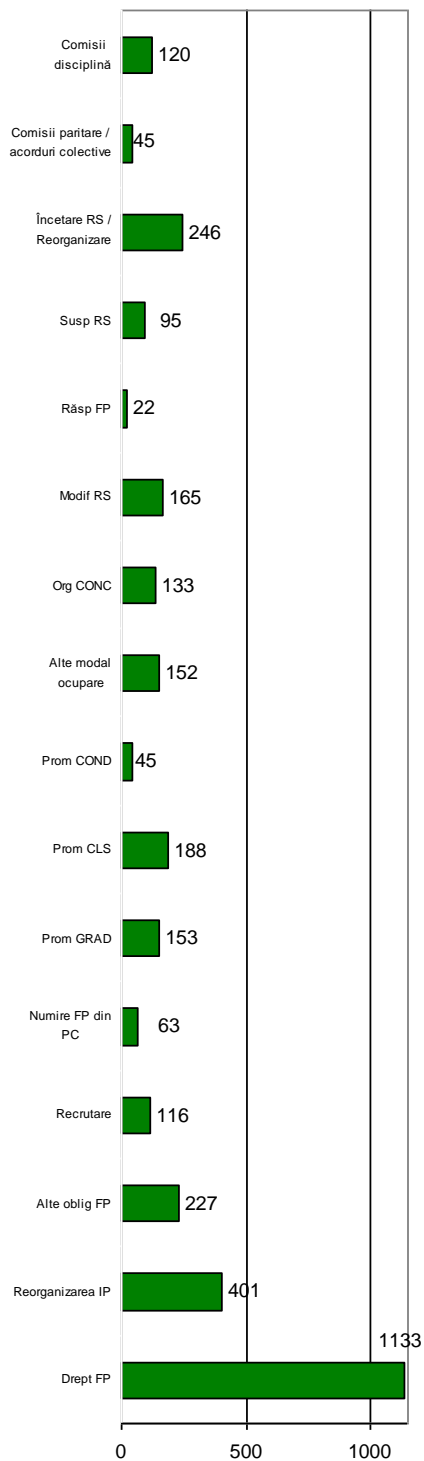 Comisii
disciplină
120
Comisii paritare /
acorduri colective
45
Încetare RS /
Reorganizare
246
Susp RS
95
Răsp FP
22
Modif RS
165
Org CONC
133
Alte modal
ocupare
152
Prom COND
45
Prom CLS
188
Prom GRAD
153
Numire FP din
PC
63
Recrutare
116
Alte oblig FP
227
Reorganizarea IP
401
1133
Drept FP
0 500 1000